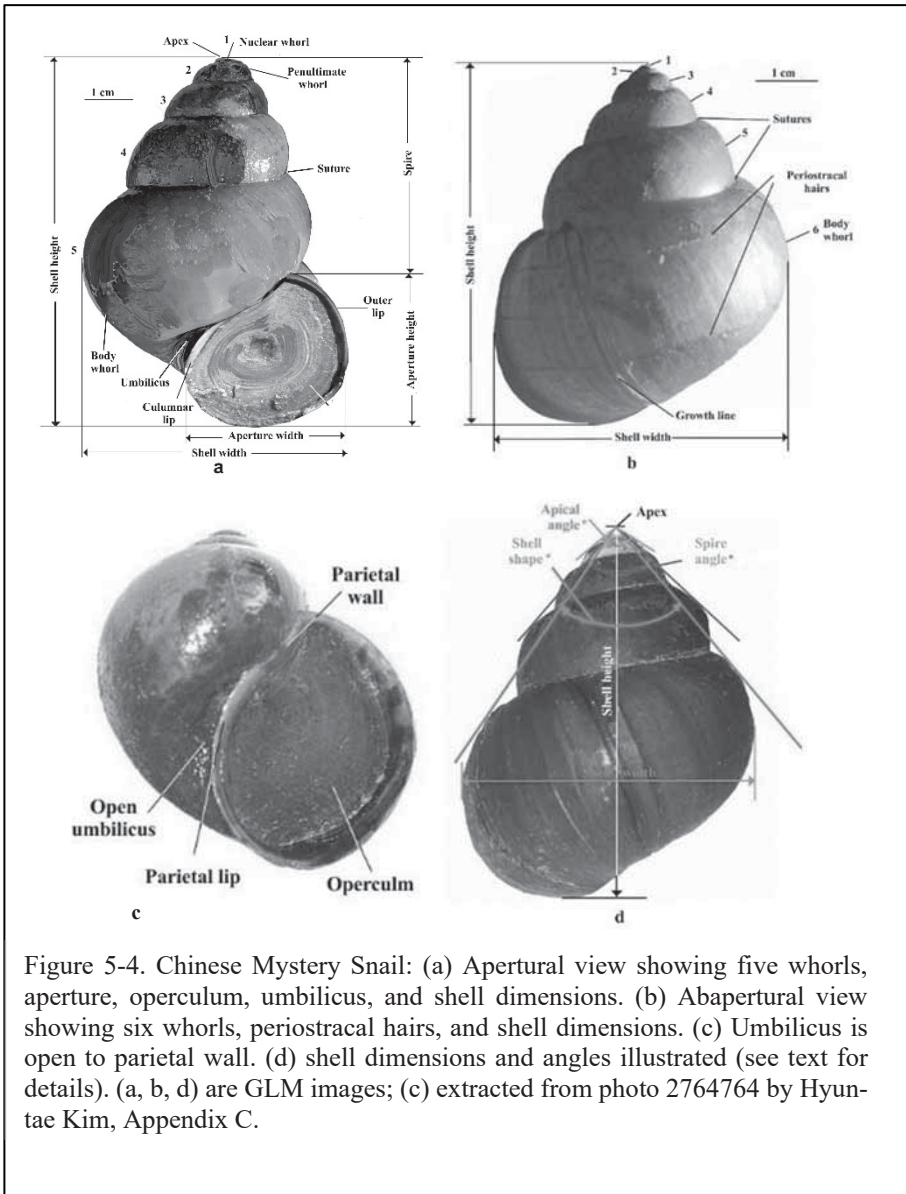 Apex
1
Nuclear whorl
2
Penultimate
whorl
1 cm
3
4
Spire
Suture
Shell height
5
Outer
lip
Aperture height
Body
whorl
Umbilicus
Culumnar
lip
Aperture width
Shell width
a
1
2
3
1 cm
4
Sutures
5
Periostracal
hairs
Shell height
6 Body
whorl
Growth line
Shell width
b
Parietal
wall
Open
umbilicus
Parietal lip
Operculm
c
Apical
angle*
Apex
Shell
shape*
Spire
angle*
Shell height
d
Figure 5-4. Chinese Mystery Snail: (a) Apertural view showing five whorls,
aperture, operculum, umbilicus, and shell dimensions. (b) Abapertural view
showing six whorls, periostracal hairs, and shell dimensions. (c) Umbilicus is
open to parietal wall. (d) shell dimensions and angles illustrated (see text for
details). (a, b, d) are GLM images; (c) extracted from photo 2764764 by Hyun-
tae Kim, Appendix C.